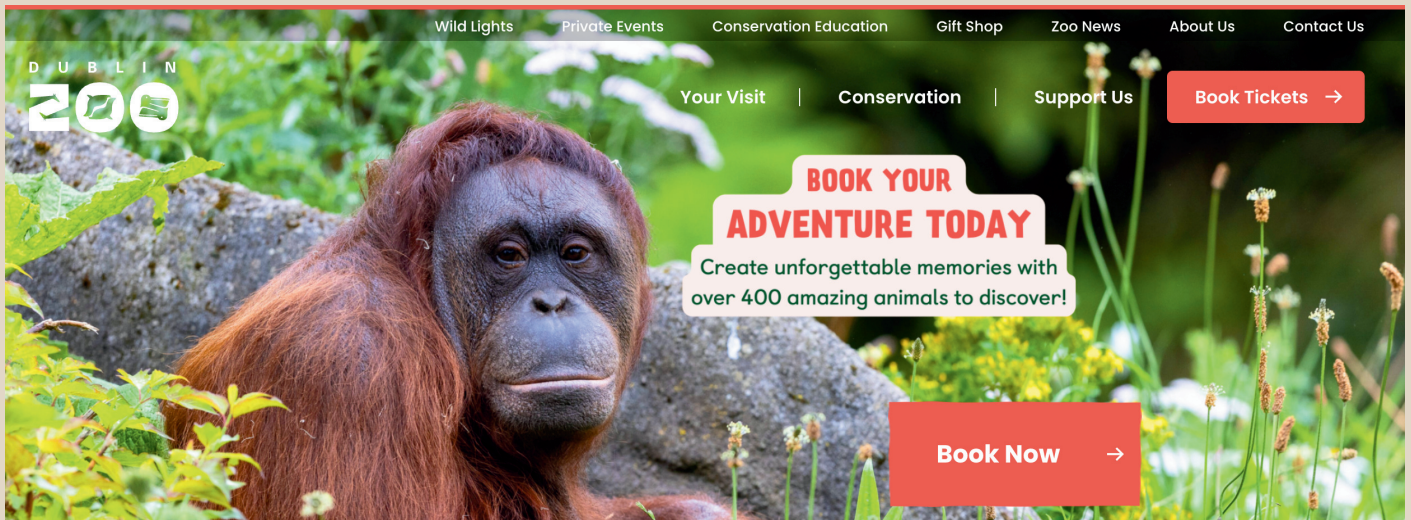 Wild Lights
Private Events
Conservation Education
Gift Shop
Zoo News
About Us
Contact Us
DUBLIN
ZOO
Your Visit
Conservation
Support Us
Book Tickets
BOOK YOUR
ADVENTURE TODAY
Create unforgettable memories with
over 400 amazing animals to discover!
Book Now